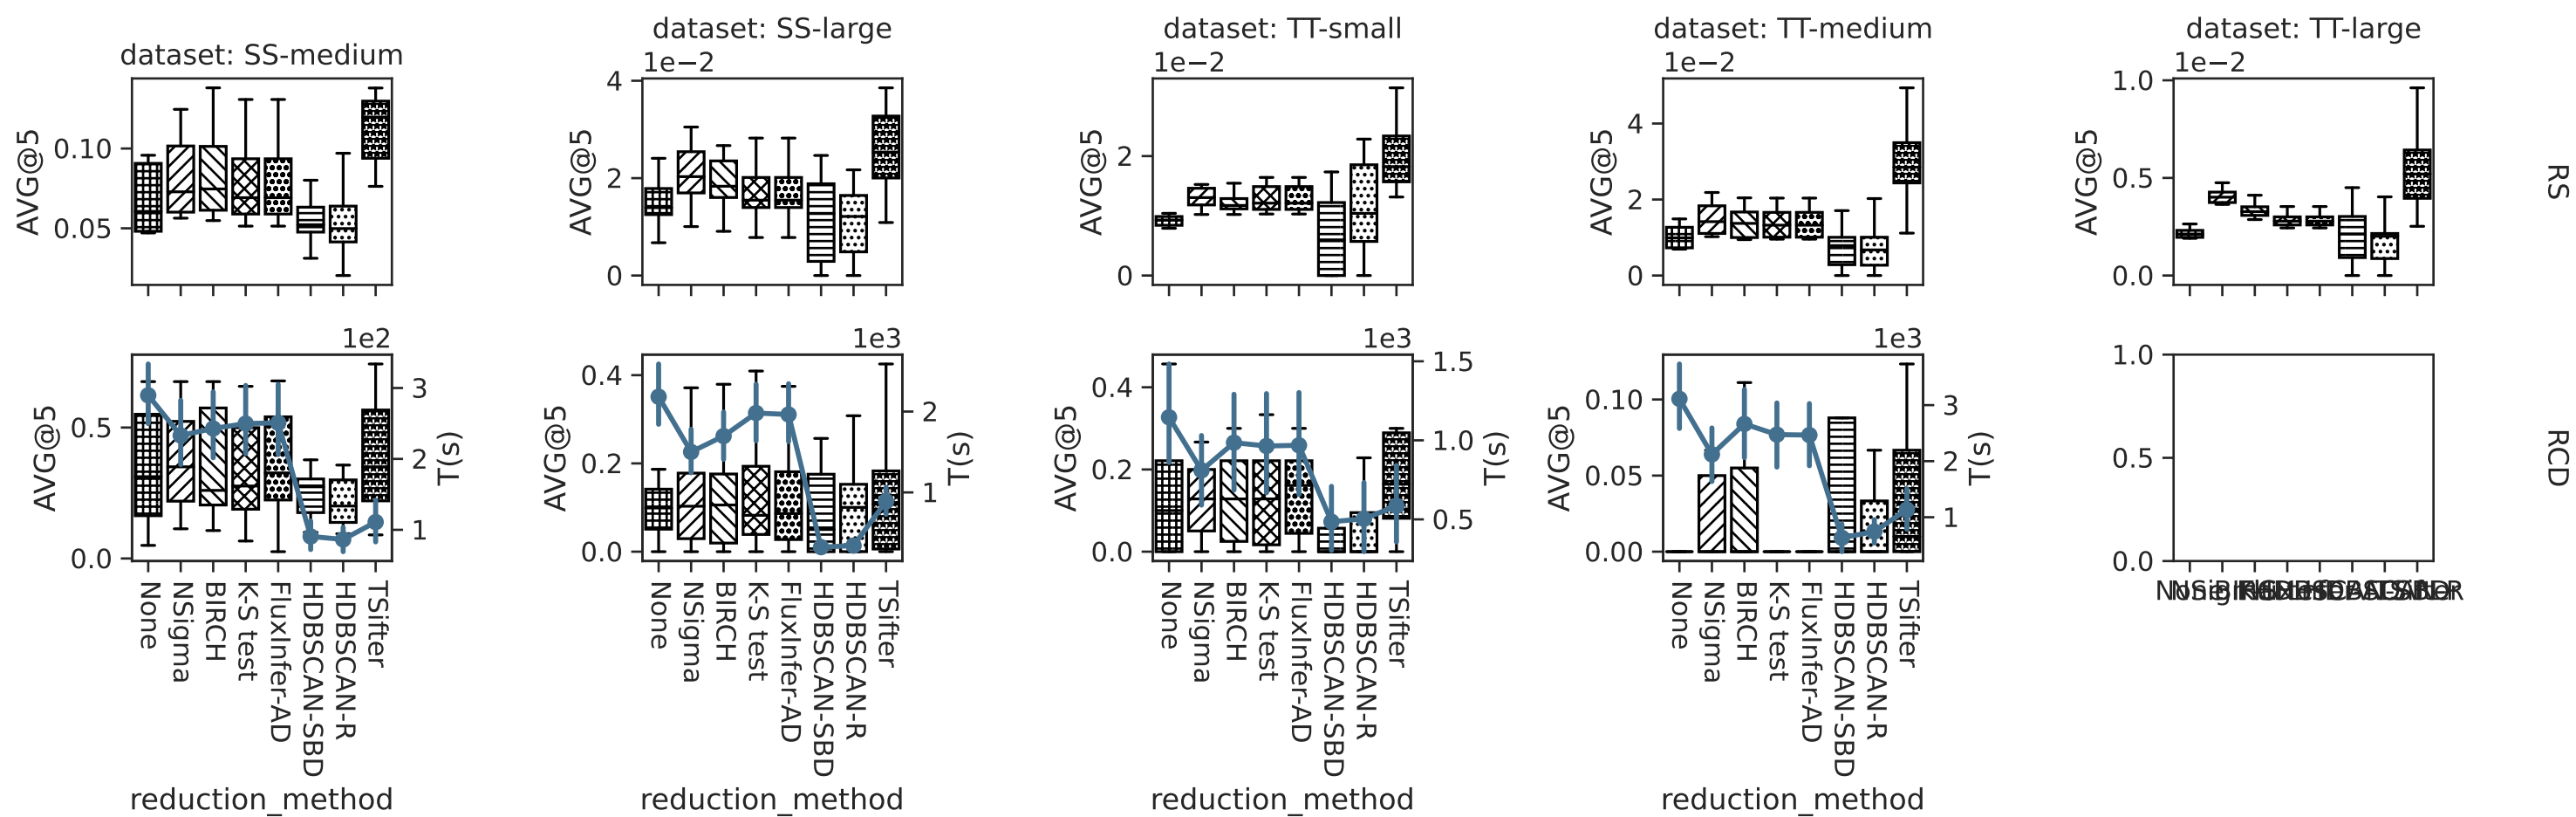 dataset: SS-medium
dataset: SS-large
dataset: TT-small
dataset: TT-medium
dataset: TT-large
1e−2
1e−2
1e−2
1e−2
AVG@5
0.10
0.05
AVG@5
4
2
0
AVG@5
2
0
AVG@5
4
2
0
AVG@5
1.0
0.5
0.0
RS
1e2
1e3
1e3
1e3
AVG@5
0.5
0.0
3
2
1
T(s)
AVG@5
0.4
0.2
0.0
2
1
T(s)
AVG@5
0.4
0.2
0.0
1.5
1.0
0.5
T(s)
AVG@5
0.10
0.05
0.00
3
2
1
T(s)
1.0
0.5
0.0
RCD
None
NSigma
BIRCH
K-S test
FluxInfer-AD
HDBSCAN-SBD
HDBSCAN-R
TSifter
None
NSigma
BIRCH
K-S test
FluxInfer-AD
HDBSCAN-SBD
HDBSCAN-R
TSifter
None
NSigma
BIRCH
K-S test
FluxInfer-AD
HDBSCAN-SBD
HDBSCAN-R
TSifter
None
NSigma
BIRCH
K-S test
FluxInfer-AD
HDBSCAN-SBD
HDBSCAN-R
TSifter
reduction_method
reduction_method
reduction_method
reduction_method